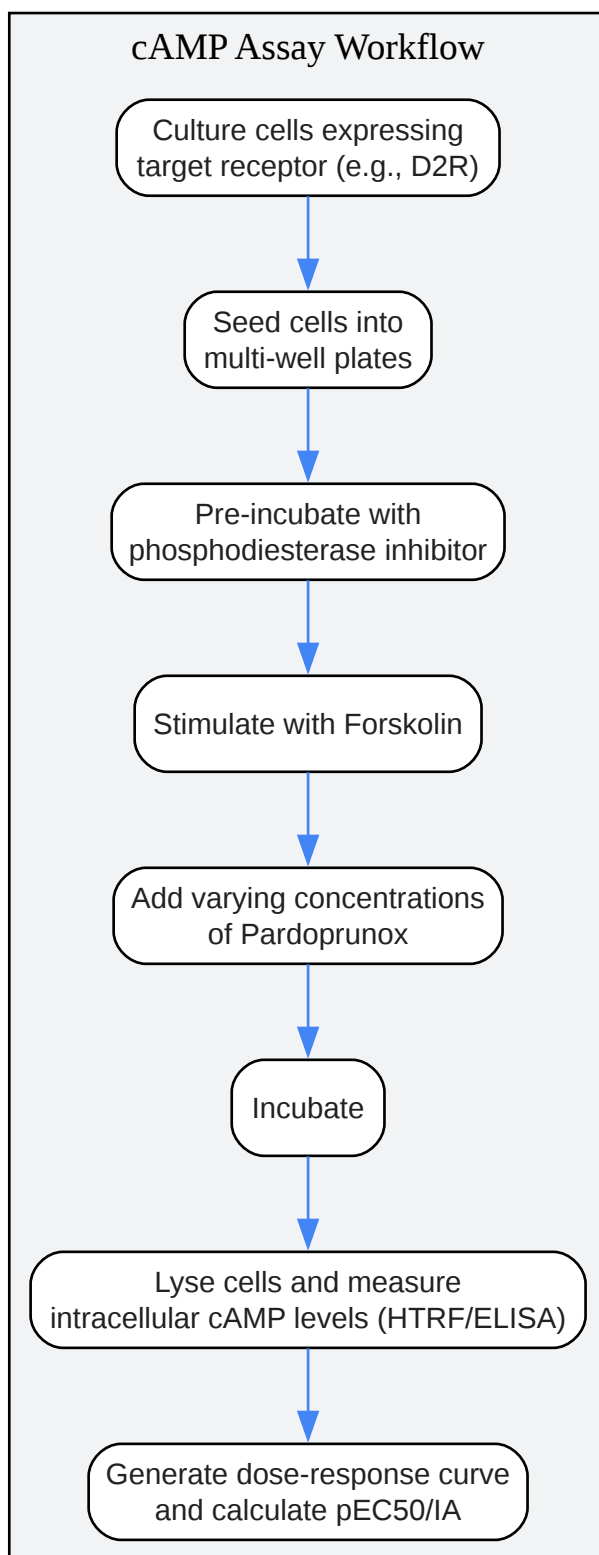 cAMP Assay Workflow
Culture cells expressing
target receptor (e.g., D2R)
Seed cells into
multi-well plates
Pre-incubate with
phosphodiesterase inhibitor
Stimulate with Forskolin
Add varying concentrations
of Pardoprunox
Incubate
Lyse cells and measure
intracellular cAMP levels (HTRF/ELISA)
Generate dose-response curve
and calculate pEC50/IA